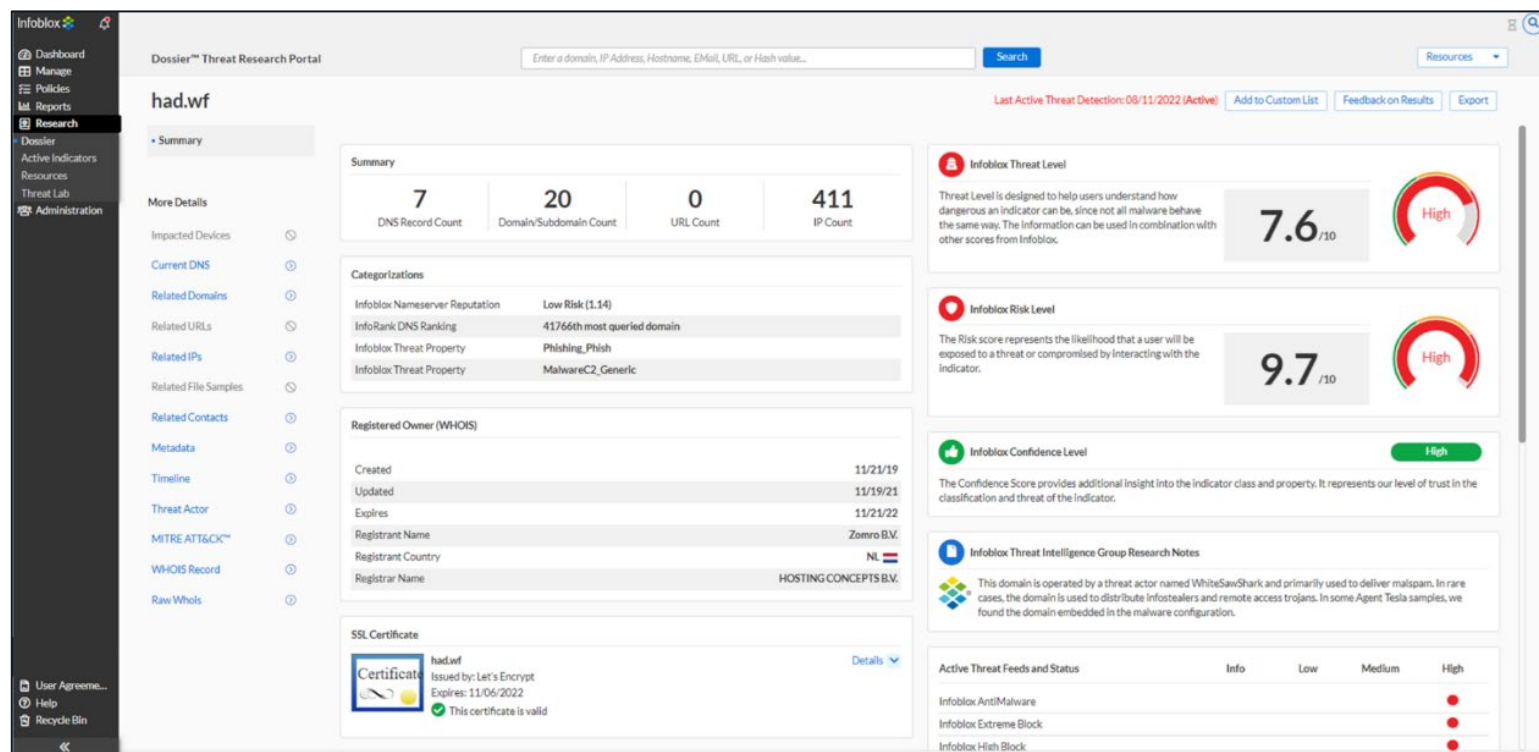 Infoblox
Dashboard
Manage
Policies
Reports
Research
Dossier
Active Indicators
Resources
Threat Lab
Administration
User Agreeme...
Help
Recycle Bin
Dossier™ Threat Research Portal
Enter a domain, IP Address, Hostname, EMail, URL, or Hash value...
Search
Resources
had.wf
Last Active Threat Detection: 08/11/2022 (Active)
Add to Custom List
Feedback on Results
Export
• Summary
More Details
Impacted Devices
Current DNS
Related Domains
Related URLs
Related IPs
Related File Samples
Related Contacts
Metadata
Timeline
Threat Actor
MITRE ATT&CK™
WHOIS Record
Raw Whois
Summary
7
DNS Record Count
20
Domain/Subdomain Count
0
URL Count
411
IP Count
Categorizations
Infoblox Nameserver Reputation Low Risk (1.14)
InfoRank DNS Ranking 41766th most queried domain
Infoblox Threat Property Phishing_Phish
Infoblox Threat Property MalwareC2_Generic
Registered Owner (WHOIS)
Created 11/21/19
Updated 11/19/21
Expires 11/21/22
Registrant Name Zomro B.V.
Registrant Country NL
Registrar Name HOSTING CONCEPTS B.V.
SSL Certificate
Certificate
had.wf
Issued by: Let's Encrypt
Expires: 11/06/2022
This certificate is valid
Details
Infoblox Threat Level
Threat Level is designed to help users understand how
dangerous an indicator can be, since not all malware behave
the same way. The information can be used in combination with
other scores from Infoblox.
7.6/10
High
Infoblox Risk Level
The Risk score represents the likelihood that a user will be
exposed to a threat or compromised by interacting with the
indicator.
9.7/10
High
Infoblox Confidence Level
High
The Confidence Score provides additional insight into the indicator class and property. It represents our level of trust in the
classification and threat of the indicator.
Infoblox Threat Intelligence Group Research Notes
This domain is operated by a threat actor named WhiteSawShark and primarily used to deliver malspam. In rare
cases, the domain is used to distribute infostealers and remote access trojans. In some Agent Tesla samples, we
found the domain embedded in the malware configuration.
Active Threat Feeds and Status Info Low Medium High
Infoblox AntiMalware
Infoblox Extreme Block
Infoblox High Block